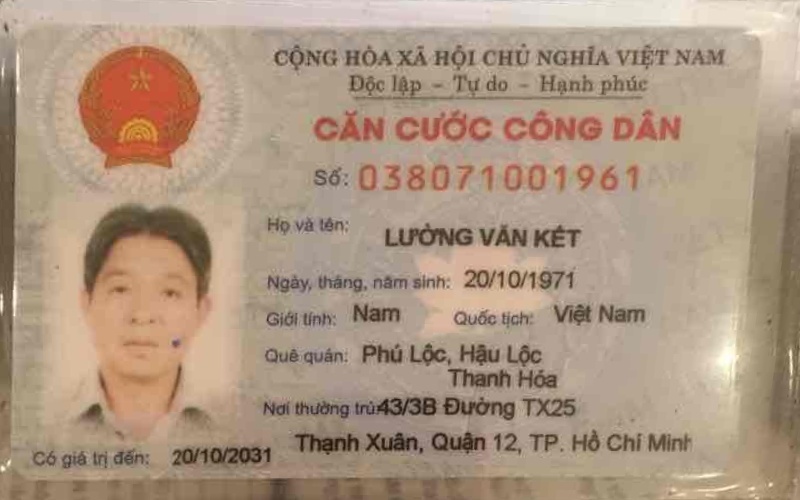 CỘNG HÒA XÃ HỘI CHỦ NGHĨA VIỆT NAM
Độc lập - Tự do - Hạnh phúc
CĂN CƯỚC CÔNG DÂN
Số: 038071001961
Họ và tên: LƯỜNG VĂN KẾT
Ngày, tháng, năm sinh: 20/10/1971
Giới tính: Nam Quốc tịch: Việt Nam
Quê quán: Phú Lộc, Hậu Lộc
Thanh Hóa
Nơi thường trú: 43/3B Đường TX25
Thạnh Xuân, Quận 12, TP. Hồ Chí Minh
Có giá trị đến: 20/10/2031